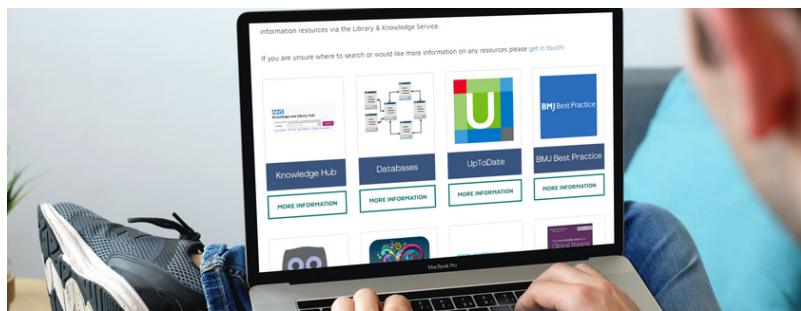 information resources via the Library & Knowledge Service.
If you are unsure where to search or would like more information on any resources please get in touch!
NHS
Knowledge and Library Hub
U
BMJ Best Practice
Knowledge Hub
Databases
UpToDate
BMJ Best Practice
MORE INFORMATION
MORE INFORMATION
MORE INFORMATION
MORE INFORMATION
Clinical Nursing
MacBook Pro